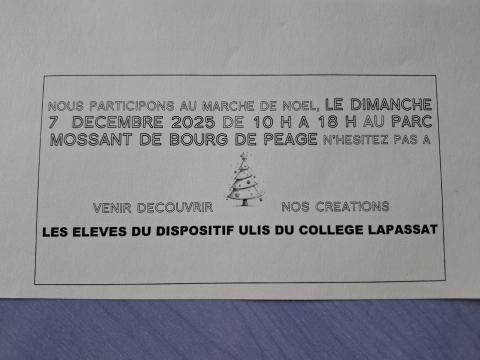 NOUS PARTICIPONS AU MARCHE DE NOEL, LE DIMANCHE
7 DECEMBRE 2025 DE 10 H A 18 H AU PARC
MOSSANT DE BOURG DE PEAGE N'HESITEZ PAS A
VENIR DECOUVRIR NOS CREATIONS
LES ELEVES DU DISPOSITIF ULIS DU COLLEGE LAPASSAT